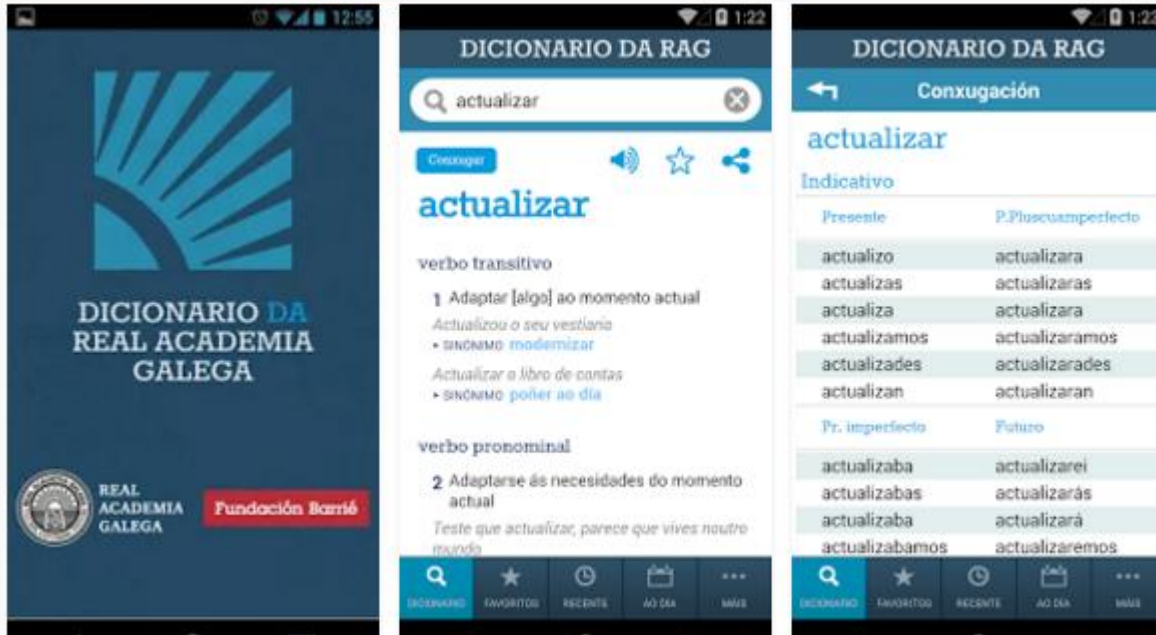 12:55
DICIONARIO DA
REAL ACADEMIA
GALEGA
REAL
ACADEMIA
GALEGA
Fundación Barrié
1:22
DICIONARIO DA RAG
actualizar
Conxugar
actualizar
verbo transitivo
1 Adaptar [algo] ao momento actual
Actualizou o seu vestiario
▸ SINÓNIMO modernizar
Actualizar o libro de contas
▸ SINÓNIMO poñer ao día
verbo pronominal
2 Adaptarse ás necesidades do momento
actual
Teste que actualizar, parece que vives noutro
mundo
DICIONARIO FAVORITOS RECENTE AO DIA MÁIS
1:22
DICIONARIO DA RAG
Conxugación
actualizar
Indicativo
Presente P.Pluscuamperfecto
actualizo actualizara
actualizas actualizaras
actualiza actualizara
actualizamos actualizaramos
actualizades actualizarades
actualizan actualizaran
Pr. imperfecto Futuro
actualizaba actualizarei
actualizabas actualizarás
actualizaba actualizará
actualizabamos actualizaremos
DICIONARIO FAVORITOS RECENTE AO DIA MÁIS